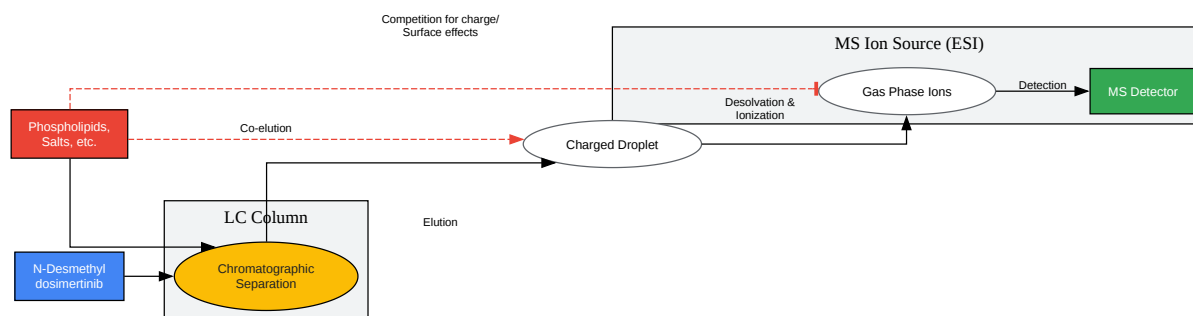 Competition for charge/
Surface effects
MS Ion Source (ESI)
Gas Phase Ions
Detection
MS Detector
Desolvation &
Ionization
Phospholipids,
Salts, etc.
Co-elution
Charged Droplet
LC Column
Elution
N-Desmethyl
dosimertinib
Chromatographic
Separation